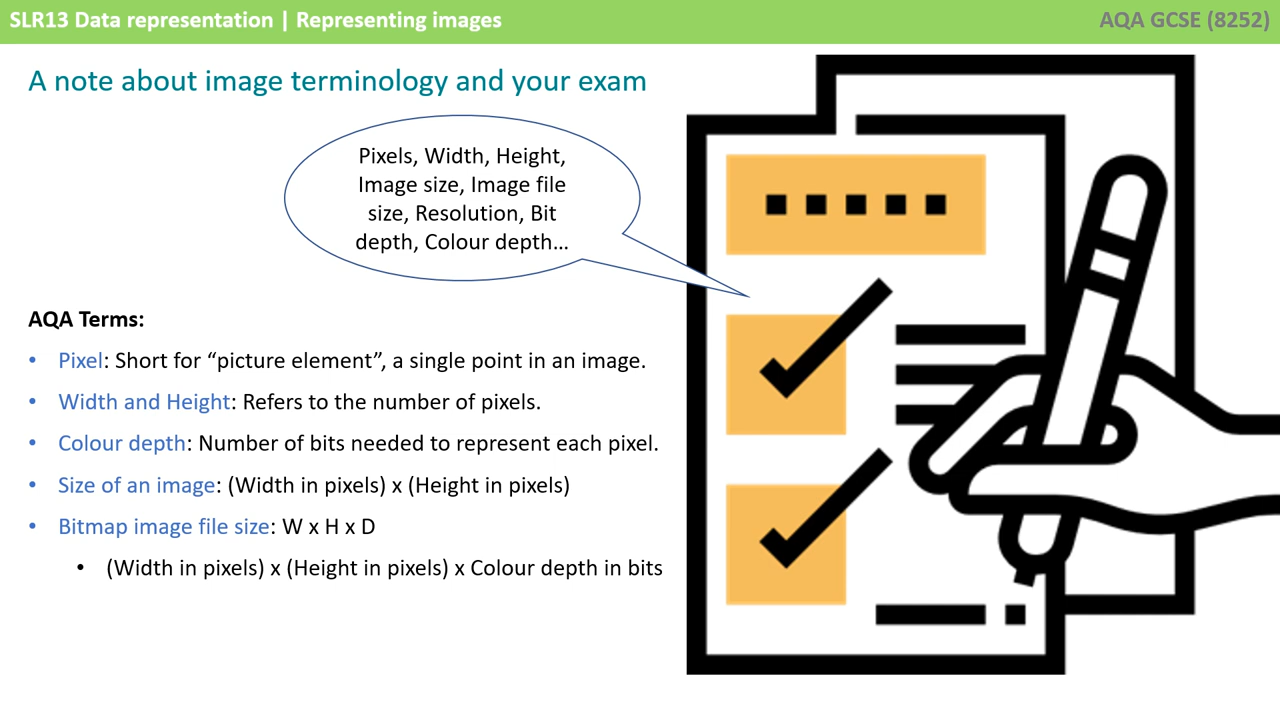 SLR13 Data representation | Representing images
AQA GCSE (8252)
A note about image terminology and your exam
Pixels, Width, Height,
Image size, Image file
size, Resolution, Bit
depth, Colour depth…
AQA Terms:
• Pixel: Short for “picture element”, a single point in an image.
• Width and Height: Refers to the number of pixels.
• Colour depth: Number of bits needed to represent each pixel.
• Size of an image: (Width in pixels) x (Height in pixels)
• Bitmap image file size: W x H x D
• (Width in pixels) x (Height in pixels) x Colour depth in bits